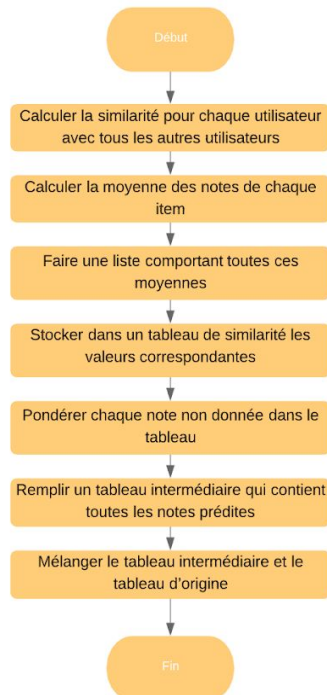 Début
Calculer la similarité pour chaque utilisateur
avec tous les autres utilisateurs
Calculer la moyenne des notes de chaque
item
Faire une liste comportant toutes ces
moyennes
Stocker dans un tableau de similarité les
valeurs correspondantes
Pondérer chaque note non donnée dans le
tableau
Remplir un tableau intermédiaire qui contient
toutes les notes prédites
Mélanger le tableau intermédiaire et le
tableau d’origine
Fin